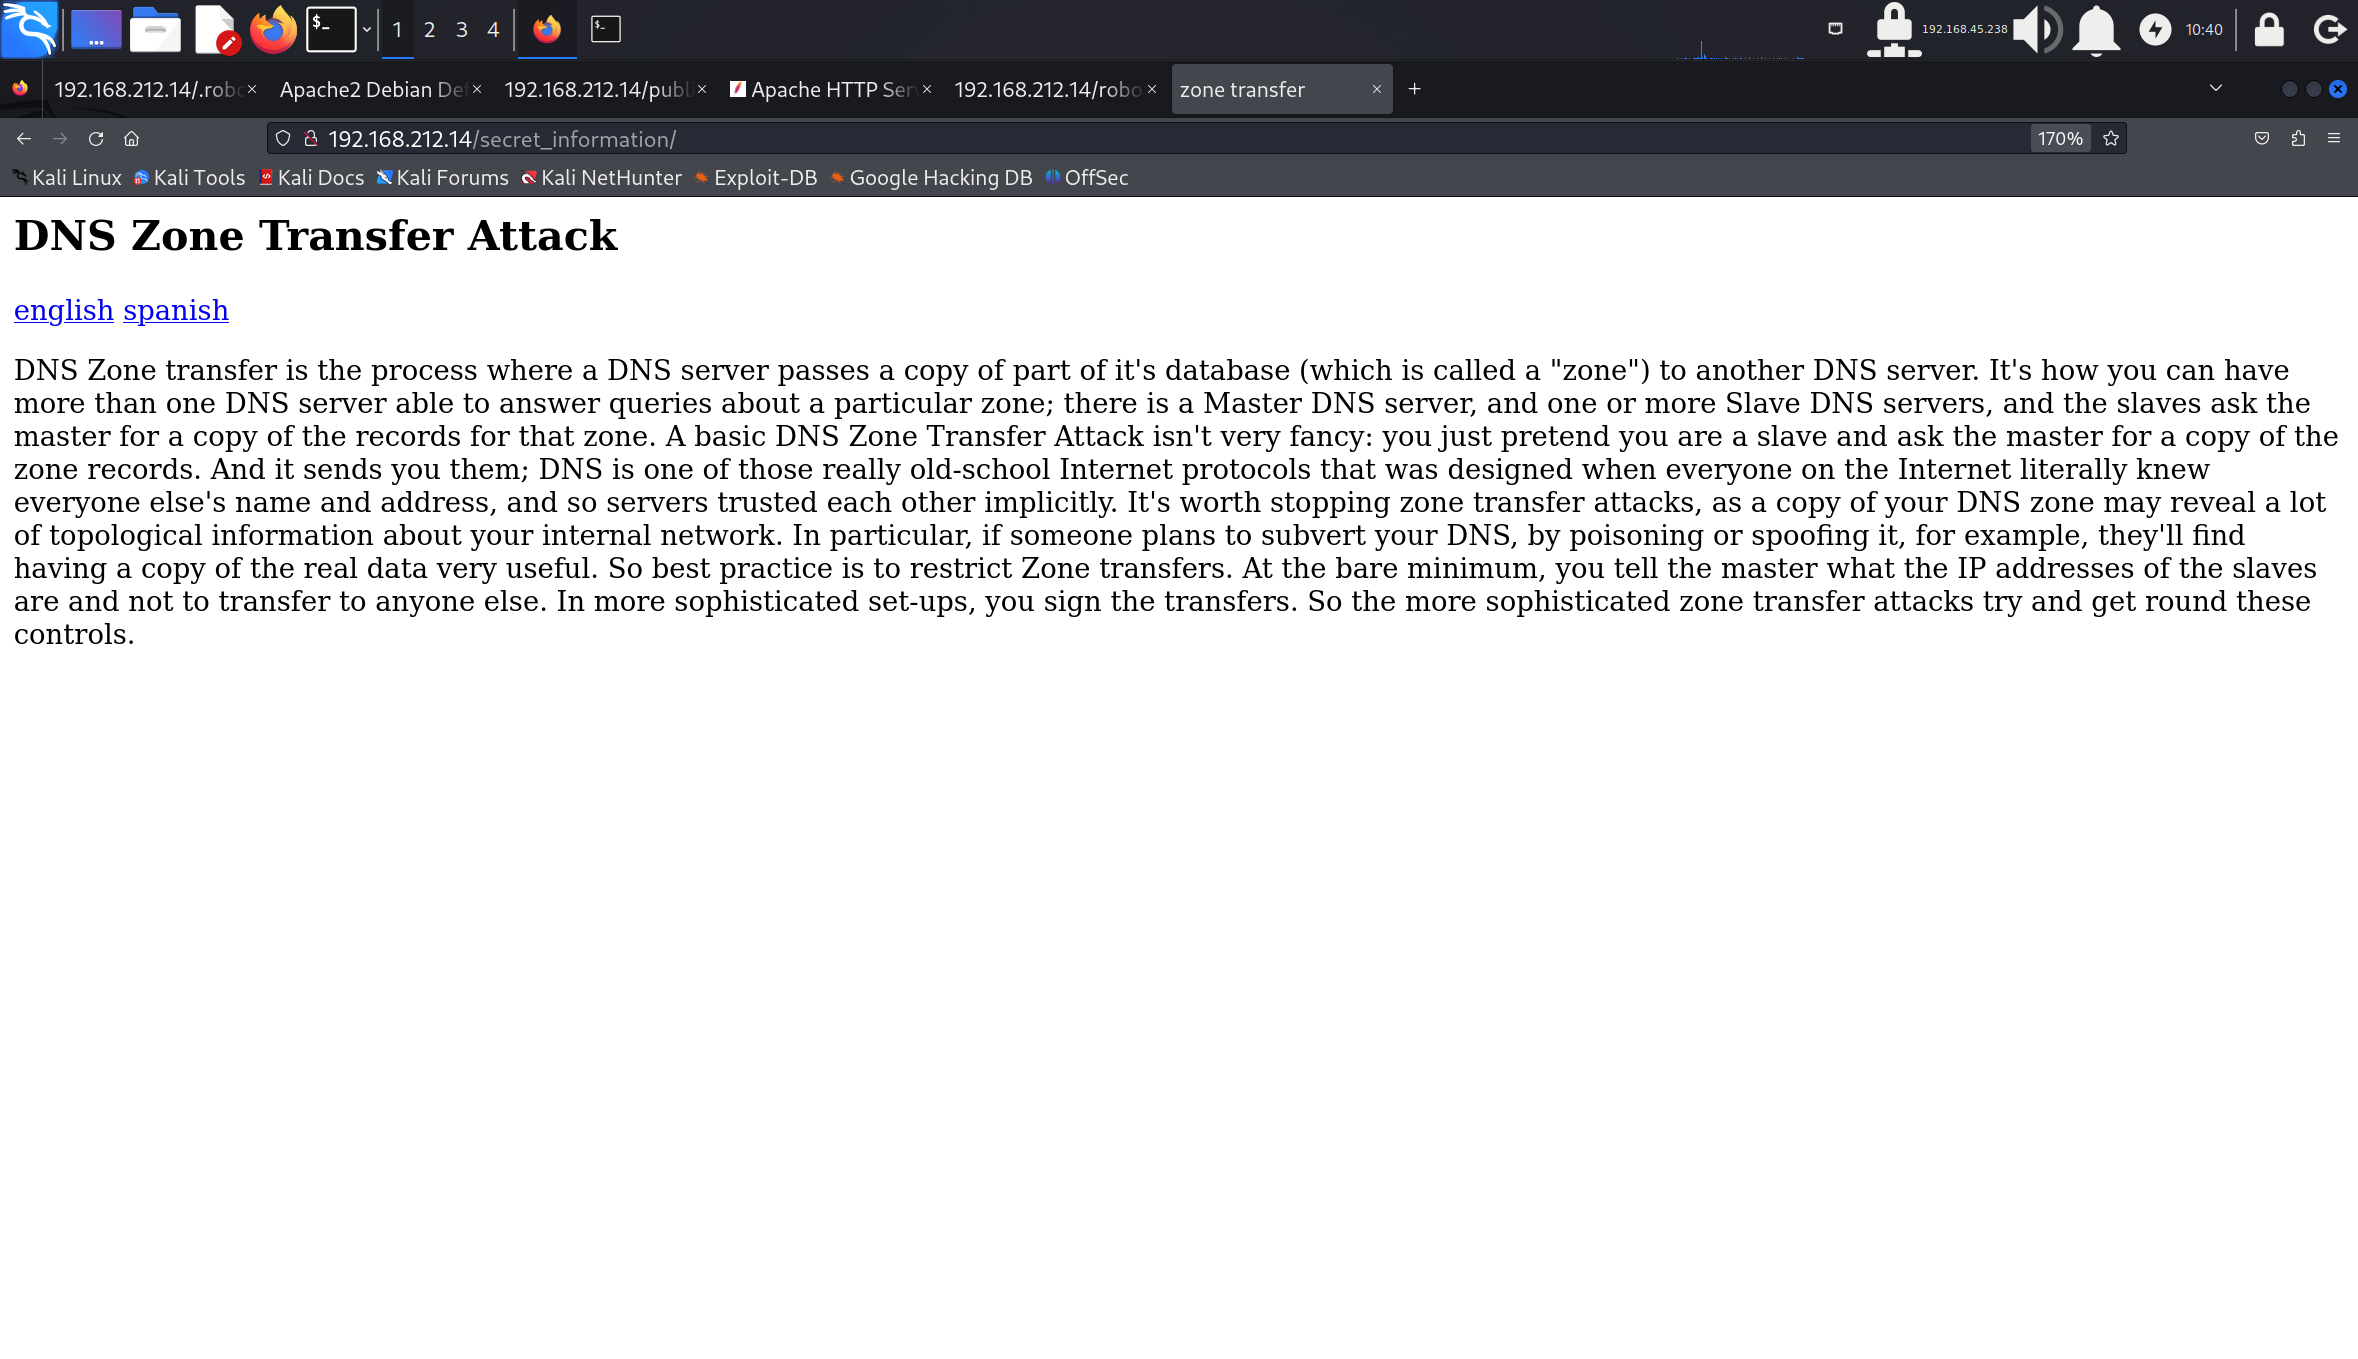 $-
1 2 3 4
$-
192.168.45.238
10:40
192.168.212.14/.rob
Apache2 Debian De
192.168.212.14/publ
Apache HTTP Ser
192.168.212.14/robo
zone transfer
192.168.212.14/secret_information/
170%
Kali Linux Kali Tools Kali Docs Kali Forums Kali NetHunter Exploit-DB Google Hacking DB OffSec
DNS Zone Transfer Attack
english spanish
DNS Zone transfer is the process where a DNS server passes a copy of part of it's database (which is called a "zone") to another DNS server. It's how you can have
more than one DNS server able to answer queries about a particular zone; there is a Master DNS server, and one or more Slave DNS servers, and the slaves ask the
master for a copy of the records for that zone. A basic DNS Zone Transfer Attack isn't very fancy: you just pretend you are a slave and ask the master for a copy of the
zone records. And it sends you them; DNS is one of those really old-school Internet protocols that was designed when everyone on the Internet literally knew
everyone else's name and address, and so servers trusted each other implicitly. It's worth stopping zone transfer attacks, as a copy of your DNS zone may reveal a lot
of topological information about your internal network. In particular, if someone plans to subvert your DNS, by poisoning or spoofing it, for example, they'll find
having a copy of the real data very useful. So best practice is to restrict Zone transfers. At the bare minimum, you tell the master what the IP addresses of the slaves
are and not to transfer to anyone else. In more sophisticated set-ups, you sign the transfers. So the more sophisticated zone transfer attacks try and get round these
controls.